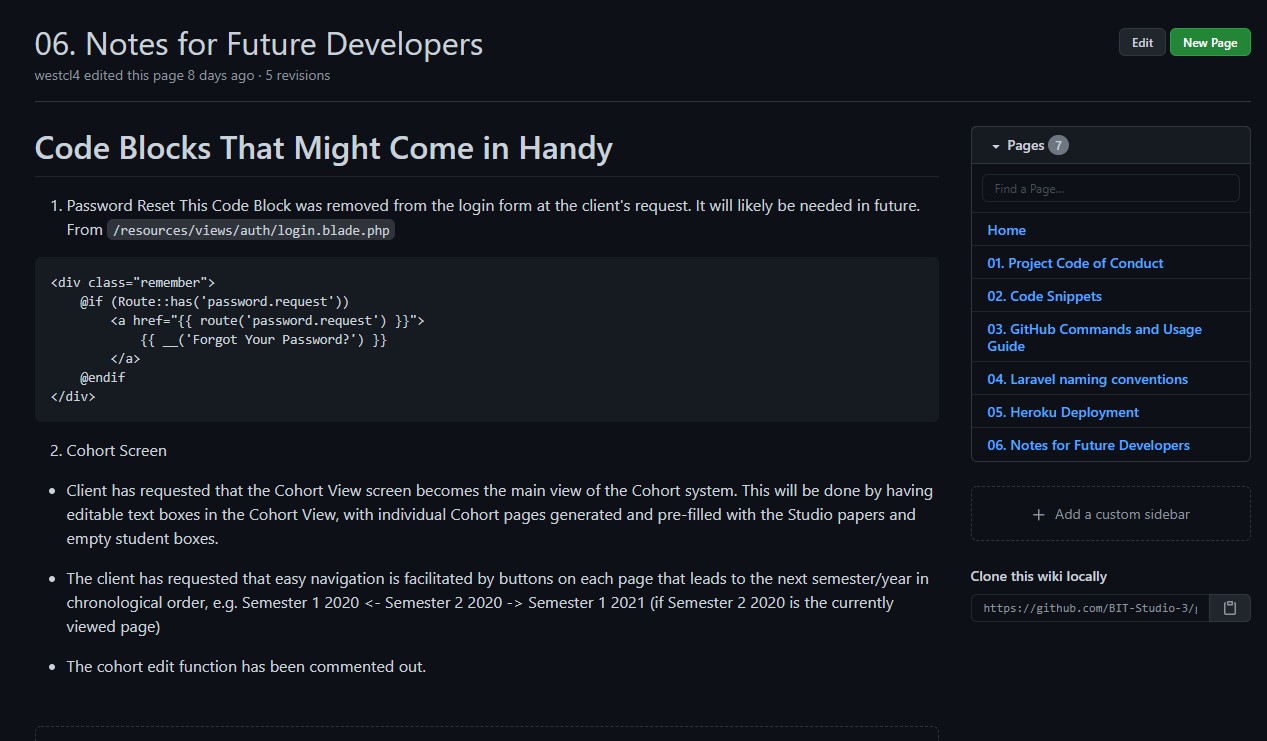 06. Notes for Future Developers
Edit
New Page
westcl4 edited this page 8 days ago · 5 revisions
Code Blocks That Might Come in Handy
1. Password Reset This Code Block was removed from the login form at the client's request. It will likely be needed in future.
From /resources/views/auth/login.blade.php
<div class="remember">
    @if (Route::has('password.request'))
        <a href="{{ route('password.request') }}">
            {{ __('Forgot Your Password?') }}
        </a>
    @endif
</div>
2. Cohort Screen
• Client has requested that the Cohort View screen becomes the main view of the Cohort system. This will be done by having
editable text boxes in the Cohort View, with individual Cohort pages generated and pre-filled with the Studio papers and
empty student boxes.
• The client has requested that easy navigation is facilitated by buttons on each page that leads to the next semester/year in
chronological order, e.g. Semester 1 2020 <- Semester 2 2020 -> Semester 1 2021 (if Semester 2 2020 is the currently
viewed page)
• The cohort edit function has been commented out.
Pages 7
Find a Page...
Home
01. Project Code of Conduct
02. Code Snippets
03. GitHub Commands and Usage
Guide
04. Laravel naming conventions
05. Heroku Deployment
06. Notes for Future Developers
+ Add a custom sidebar
Clone this wiki locally
https://github.com/BIT-Studio-3/